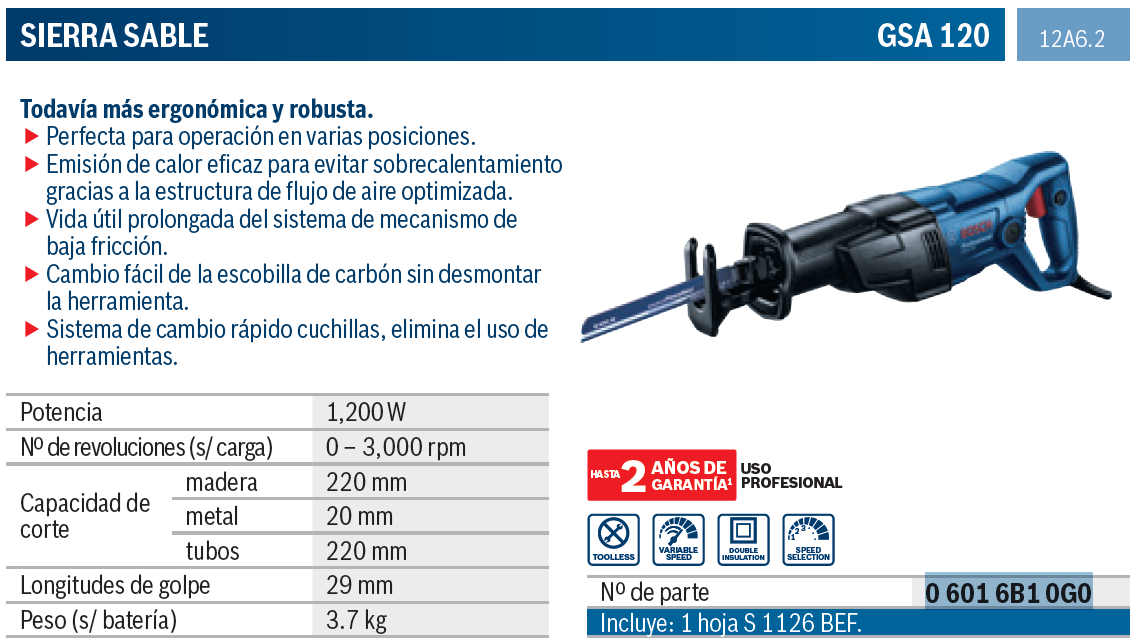 SIERRA SABLE
GSA 120
12A6.2
Todavía más ergonómica y robusta.
Perfecta para operación en varias posiciones.
Emisión de calor eficaz para evitar sobrecalentamiento
gracias a la estructura de flujo de aire optimizada.
Vida útil prolongada del sistema de mecanismo de
baja fricción.
Cambio fácil de la escobilla de carbón sin desmontar
la herramienta.
Sistema de cambio rápido cuchillas, elimina el uso de
herramientas.
BOSCH
Potencia 1,200 W
Nº de revoluciones (s/ carga) 0 – 3,000 rpm
Capacidad de
corte
madera 220 mm
metal 20 mm
tubos 220 mm
Longitudes de golpe 29 mm
Peso (s/ batería) 3.7 kg
HASTA 2 AÑOS DE
GARANTÍA¹
USO
PROFESIONAL
TOOLLESS
VARIABLE
SPEED
DOUBLE
INSULATION
1 2 3
SPEED
SELECTION
Nº de parte 0 601 6B1 0G0
Incluye: 1 hoja S 1126 BEF.